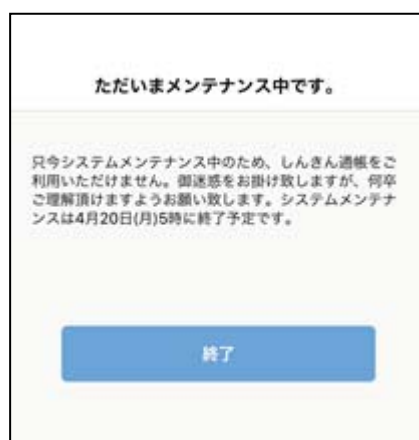 ただいまメンテナンス中です。
只今システムメンテナンス中のため、しんきん通帳をご
利用いただけません。御迷惑をお掛け致しますが、何卒
ご理解頂けますようお願い致します。システムメンテナ
ンスは4月20日(月)5時に終了予定です。
終了